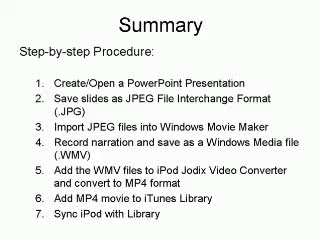 Summary
Step-by-step Procedure:
1. Create/Open a PowerPoint Presentation
2. Save slides as JPEG File Interchange Format
(.JPG)
3. Import JPEG files into Windows Movie Maker
4. Record narration and save as a Windows Media file
(.WMV)
5. Add the WMV files to iPod Jodix Video Converter
and convert to MP4 format
6. Add MP4 movie to iTunes Library
7. Sync iPod with Library